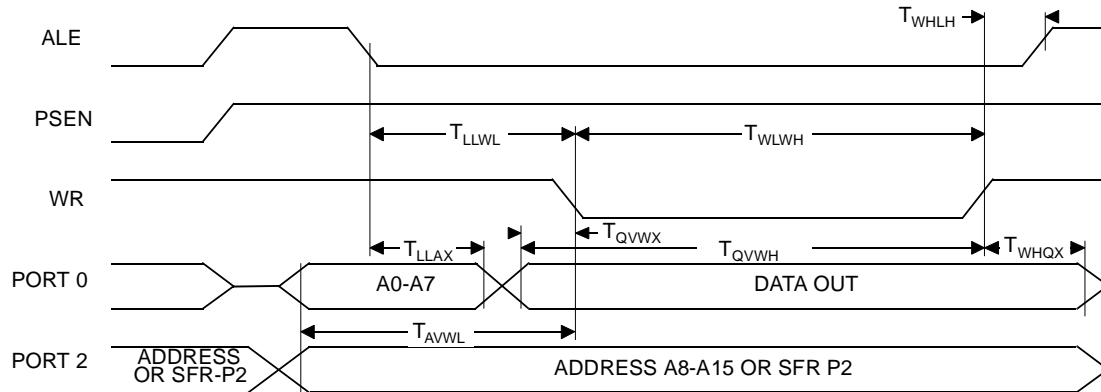 T_WHLH
ALE
PSEN
T_LLWL
T_WLWH
WR
T_QVWX
T_LLAX
T_QVWH
T_WHQX
PORT 0
A0-A7
DATA OUT
T_AVWL
PORT 2
ADDRESS
OR SFR-P2
ADDRESS A8-A15 OR SFR P2